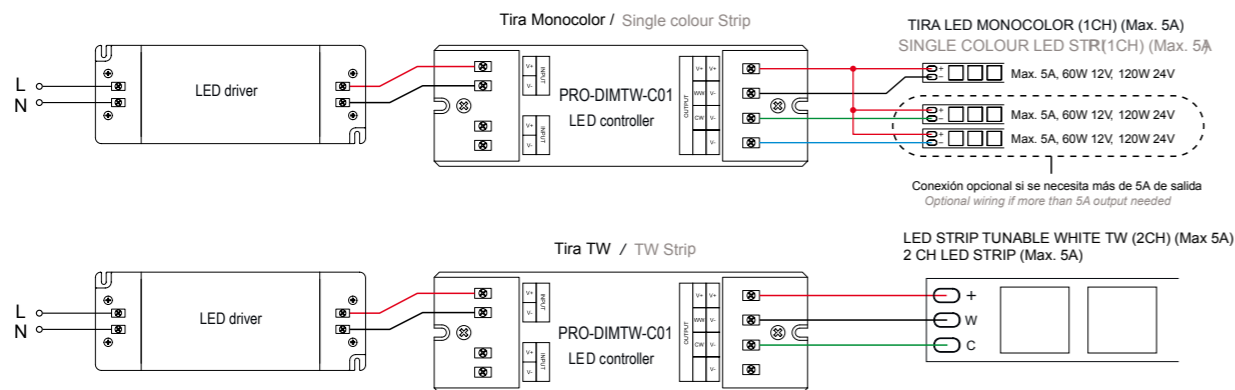 Tira Monocolor / Single colour Strip
TIRA LED MONOCOLOR (1CH) (Max. 5A)
SINGLE COLOUR LED STRI(1CH) (Max. 5A
L
N
LED driver
V+
V-
INPUT
V+
V-
INPUT
PRO-DIMTW-C01
LED controller
OUTPUT
V+ V+
WW V-
CW V-
V-
+
-
Max. 5A, 60W 12V, 120W 24V
+
-
Max. 5A, 60W 12V, 120W 24V
+
-
Max. 5A, 60W 12V, 120W 24V
Conexión opcional si se necesita más de 5A de salida
Optional wiring if more than 5A output needed
Tira TW / TW Strip
LED STRIP TUNABLE WHITE TW (2CH) (Max 5A)
2 CH LED STRIP (Max. 5A)
L
N
LED driver
V+
V-
INPUT
V+
V-
INPUT
PRO-DIMTW-C01
LED controller
OUTPUT
V+ V+
WW V-
CW V-
V-
+
W
C